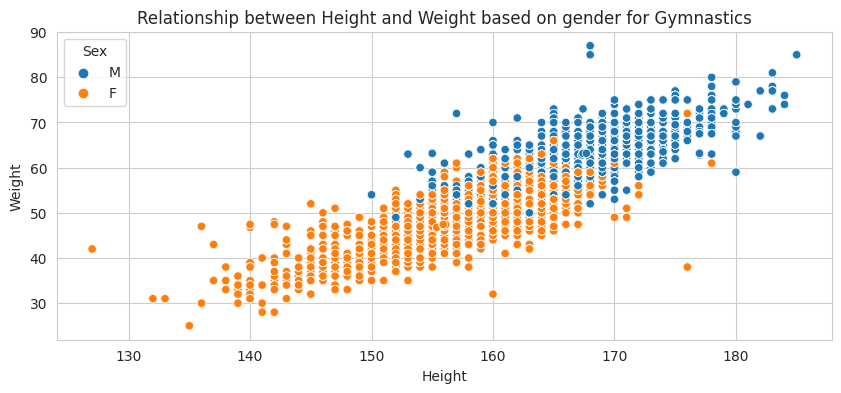 Relationship between Height and Weight based on gender for Gymnastics
Sex
M
F
Weight
90
80
70
60
50
40
30
130 140 150 160 170 180
Height